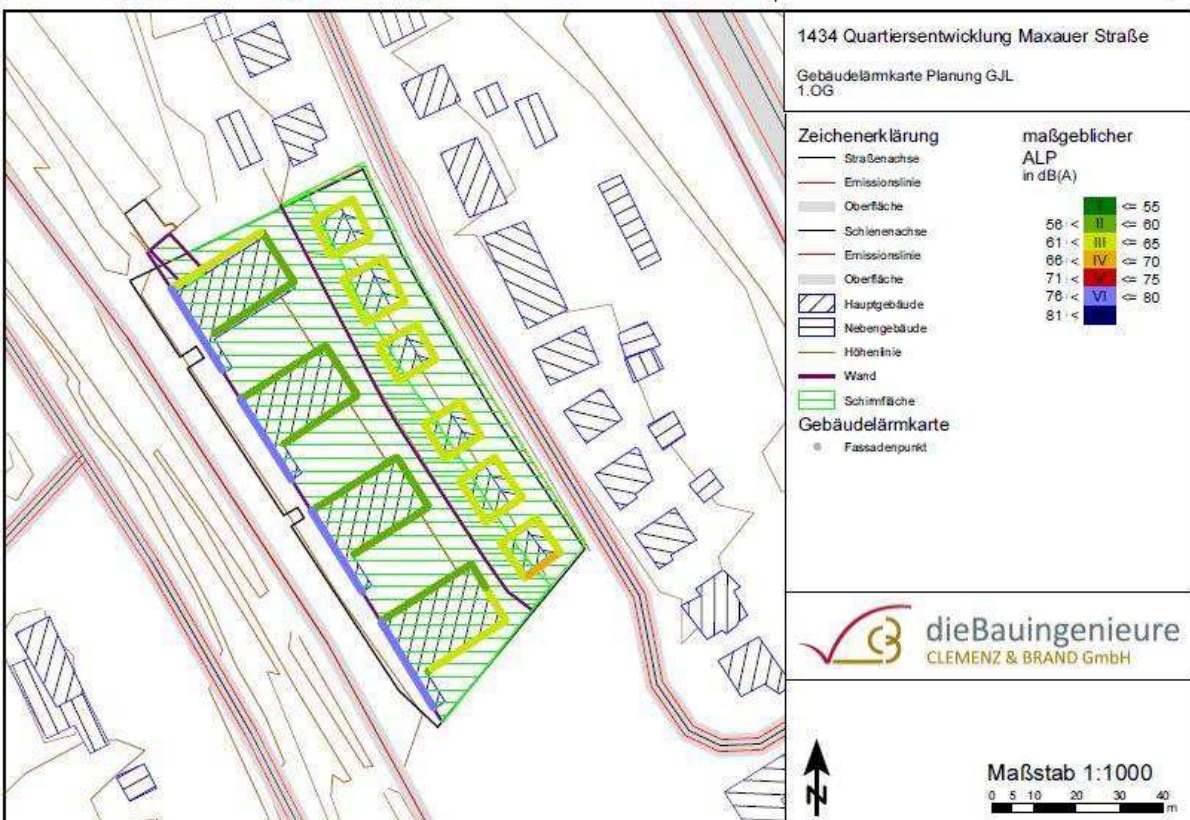 1434 Quartiersentwicklung Maxauer Straße
Gebäudelärmkarte Planung GJL
1.OG
Zeichenerklärung
Straßenachse
Emissionslinie
Oberfläche
Schienenachse
Emissionslinie
Oberfläche
Hauptgebäude
Nebengebäude
Höhenlinie
Wand
Schirmfläche
Gebäudelärmkarte
Fassadenpunkt
maßgeblicher
ALP
in dB(A)
I <= 55
56 < II <= 60
61 < III <= 65
66 < IV <= 70
71 < V <= 75
76 < VI <= 80
81 <
CB
dieBauingenieure
CLEMENZ & BRAND GmbH
N
Maßstab 1:1000
0 5 10 20 30 40
m